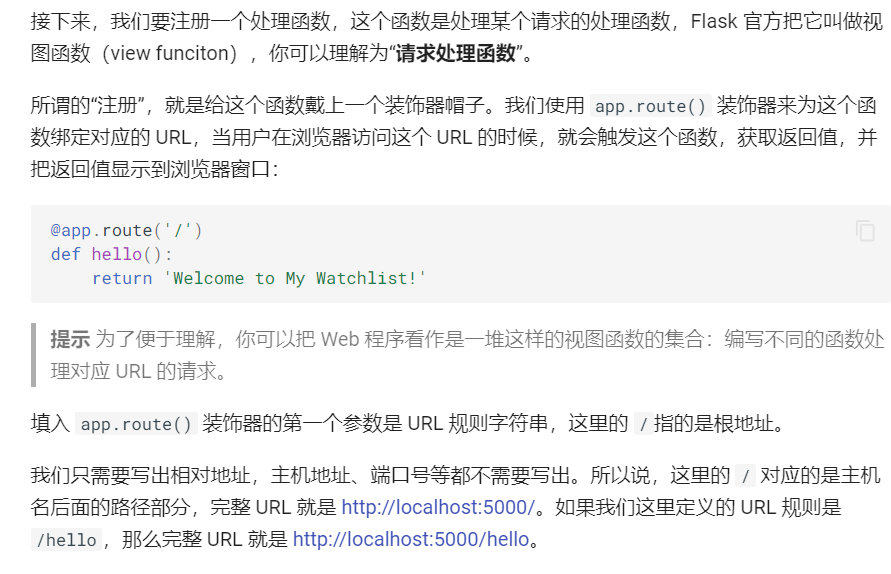 接下来，我们要注册一个处理函数，这个函数是处理某个请求的处理函数，Flask 官方把它叫做视
图函数（view funciton），你可以理解为“请求处理函数”。
所谓的“注册”，就是给这个函数戴上一个装饰器帽子。我们使用 app.route() 装饰器来为这个函
数绑定对应的 URL，当用户在浏览器访问这个 URL 的时候，就会触发这个函数，获取返回值，并
把返回值显示到浏览器窗口：
@app.route('/')
def hello():
    return 'Welcome to My Watchlist!'
提示 为了便于理解，你可以把 Web 程序看作是一堆这样的视图函数的集合：编写不同的函数处
理对应 URL 的请求。
填入 app.route() 装饰器的第一个参数是 URL 规则字符串，这里的 / 指的是根地址。
我们只需要写出相对地址，主机地址、端口号等都不需要写出。所以说，这里的 / 对应的是主机
名后面的路径部分，完整 URL 就是 http://localhost:5000/。如果我们这里定义的 URL 规则是
/hello，那么完整 URL 就是 http://localhost:5000/hello。